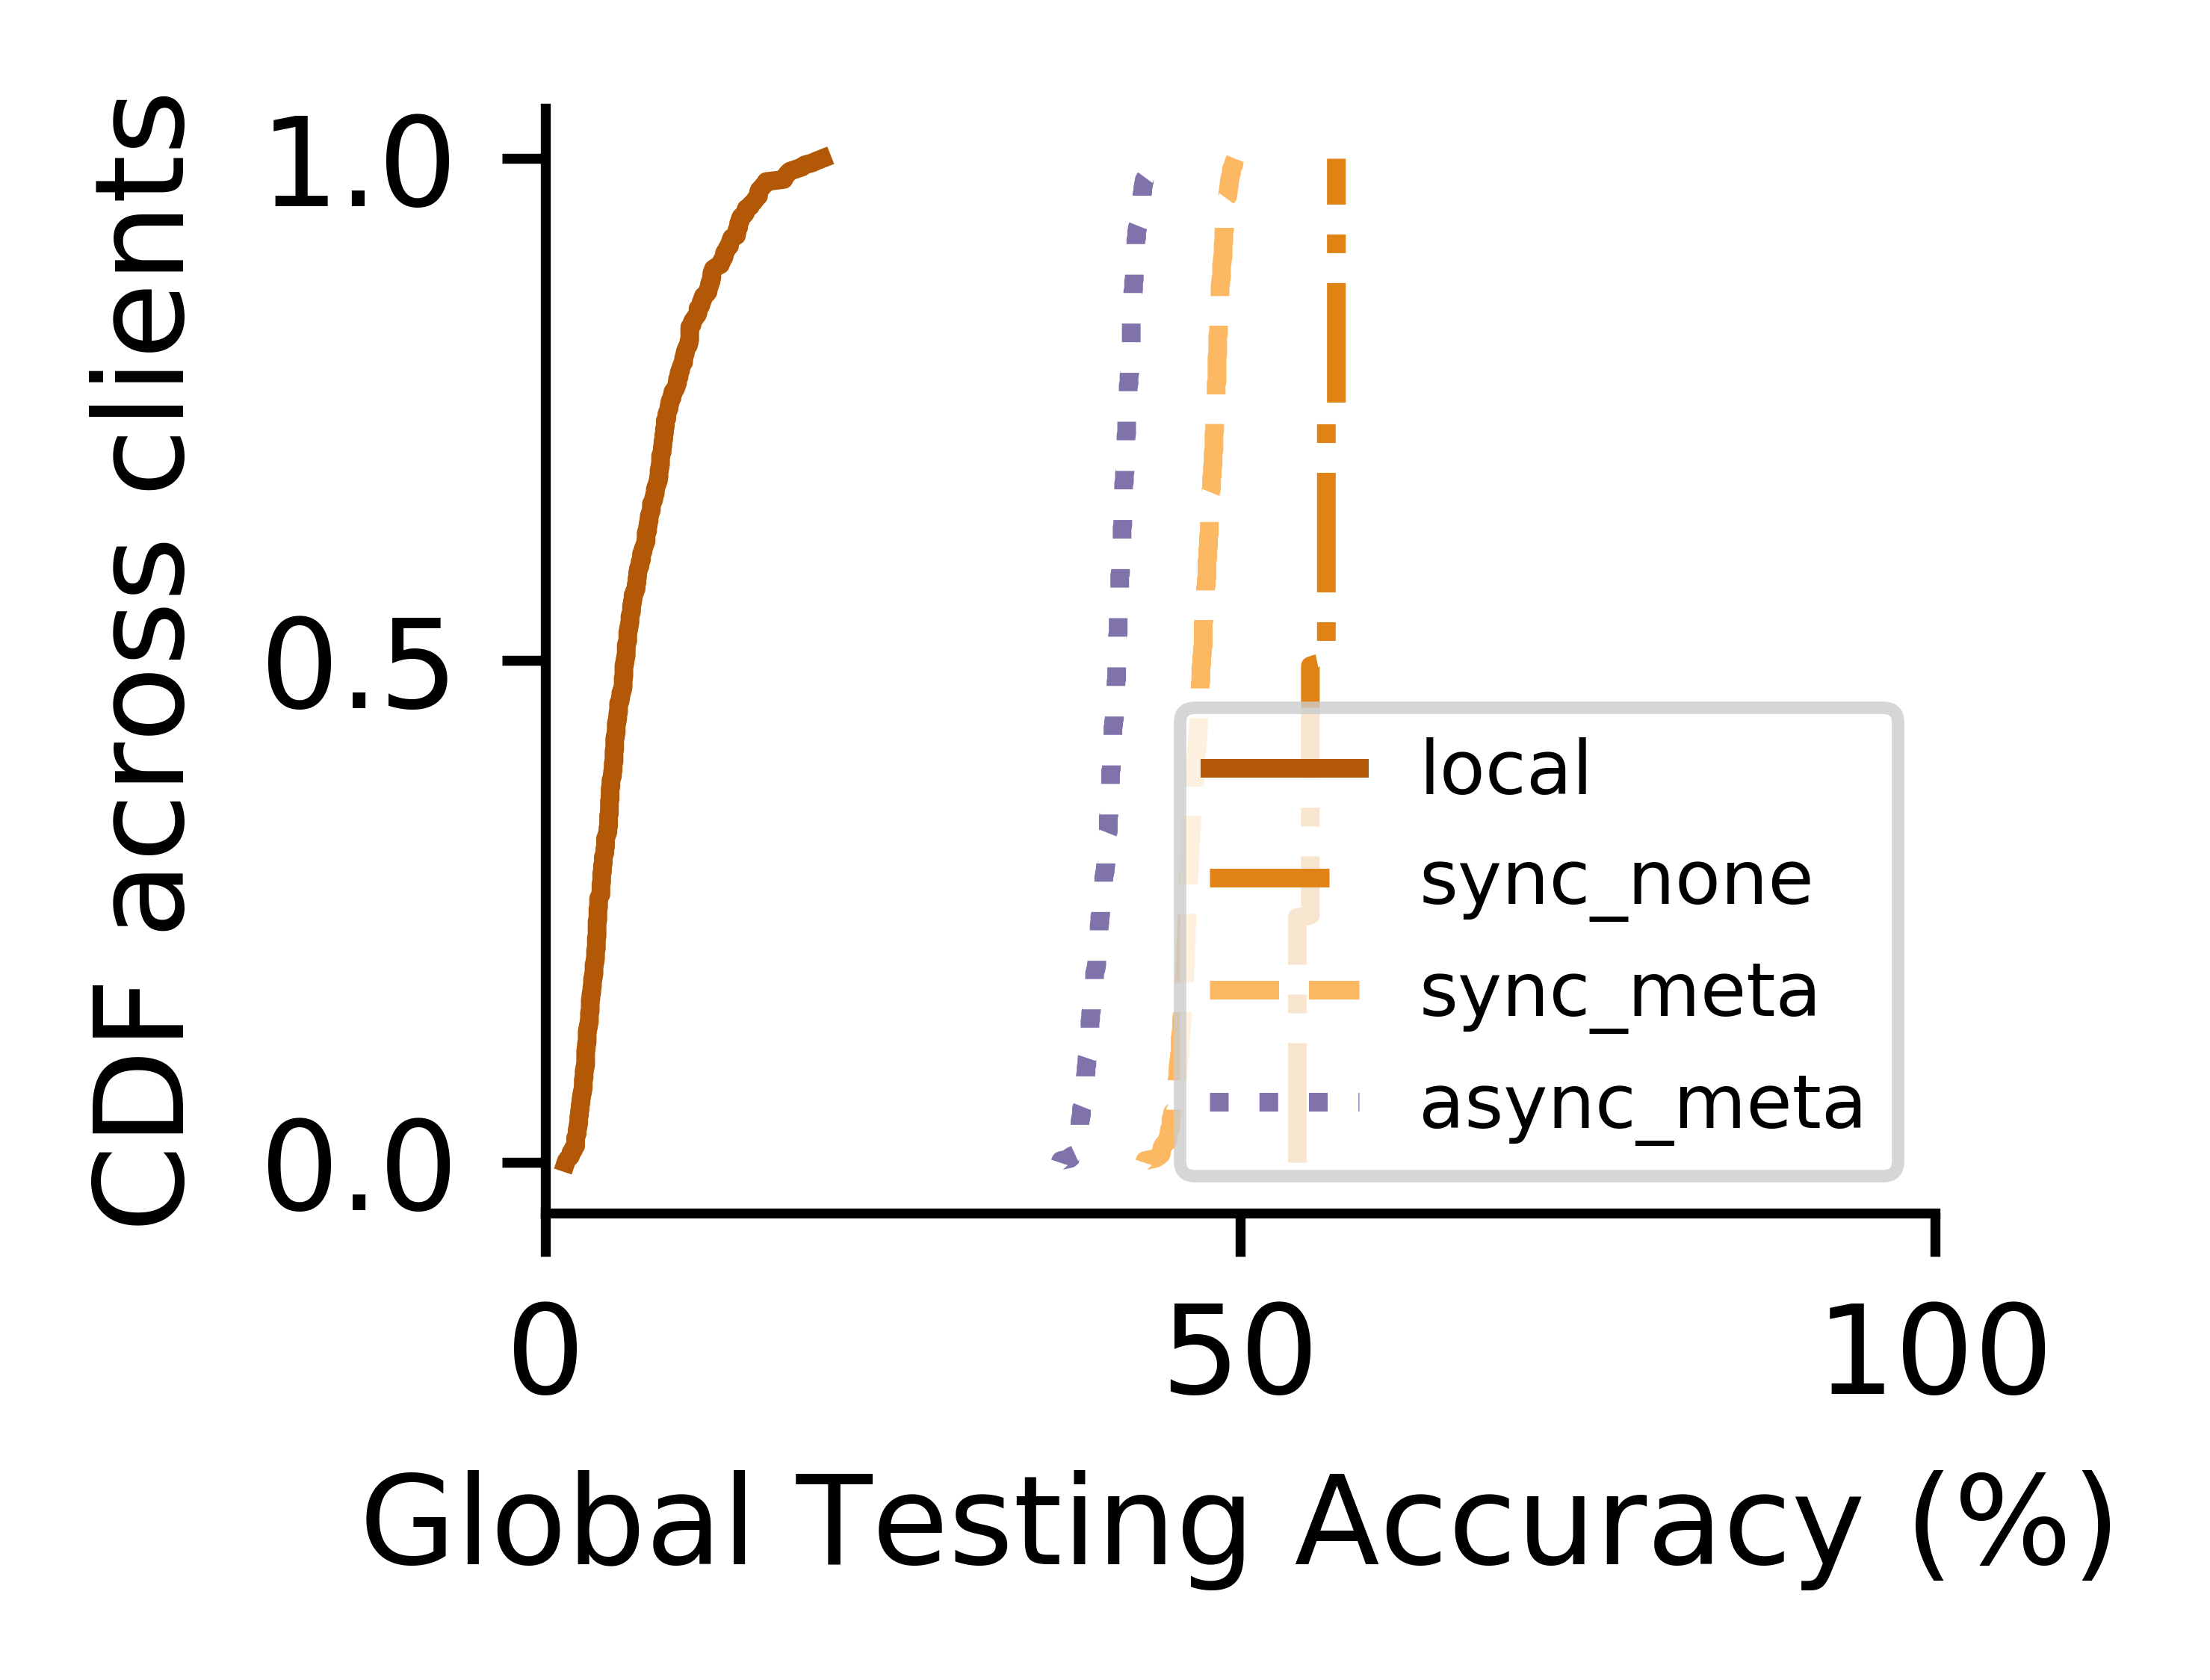 CDF across clients
1.0
0.5
0.0
local
sync_none
sync_meta
async_meta
0
50
100
Global Testing Accuracy (%)